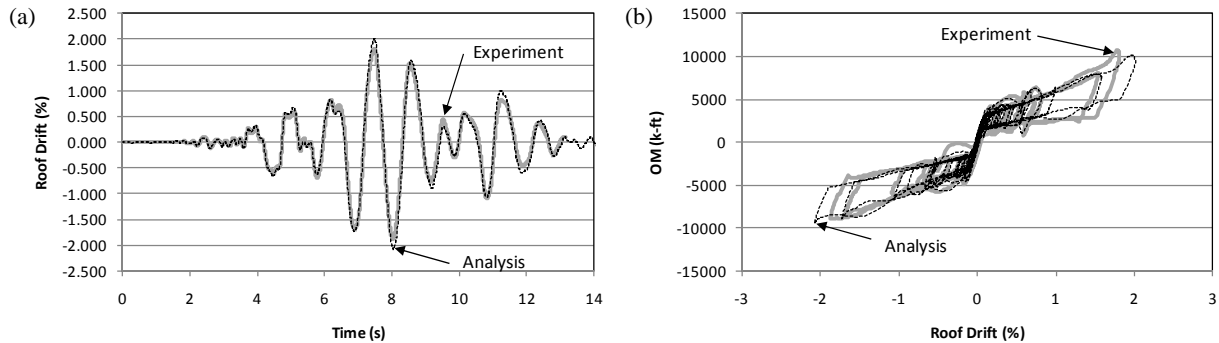 (a)
2.500
2.000
1.500
1.000
0.500
0.000
-0.500
-1.000
-1.500
-2.000
-2.500
Roof Drift (%)
Experiment
Analysis
0 2 4 6 8 10 12 14
Time (s)
(b)
15000
10000
5000
0
-5000
-10000
-15000
OM (k-ft)
Experiment
Analysis
-3 -2 -1 0 1 2 3
Roof Drift (%)